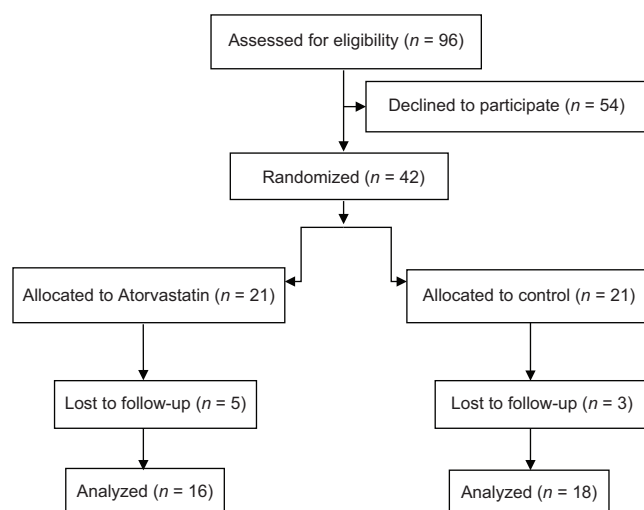 Assessed for eligibility (n = 96)
Declined to participate (n = 54)
Randomized (n = 42)
Allocated to Atorvastatin (n = 21)
Allocated to control (n = 21)
Lost to follow-up (n = 5)
Lost to follow-up (n = 3)
Analyzed (n = 16)
Analyzed (n = 18)